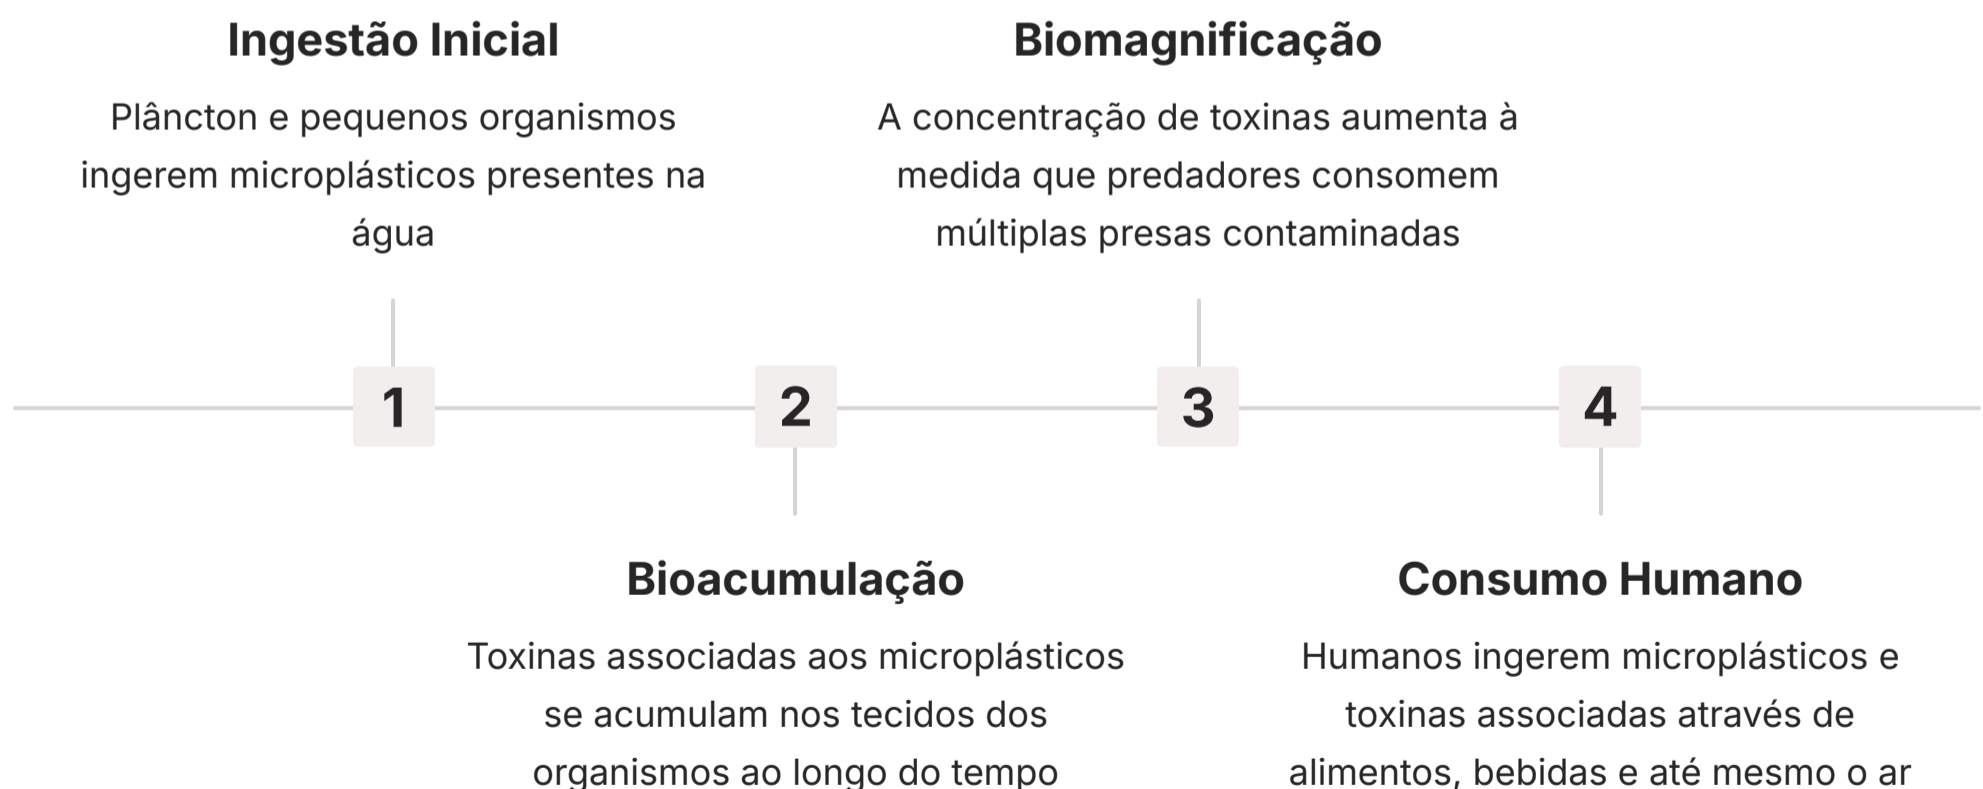 Ingestão Inicial
Plâncton e pequenos organismos
ingerem microplásticos presentes na
água
Biomagnificação
A concentração de toxinas aumenta à
medida que predadores consomem
múltiplas presas contaminadas
1
2
3
4
Bioacumulação
Toxinas associadas aos microplásticos
se acumulam nos tecidos dos
organismos ao longo do tempo
Consumo Humano
Humanos ingerem microplásticos e
toxinas associadas através de
alimentos, bebidas e até mesmo o ar